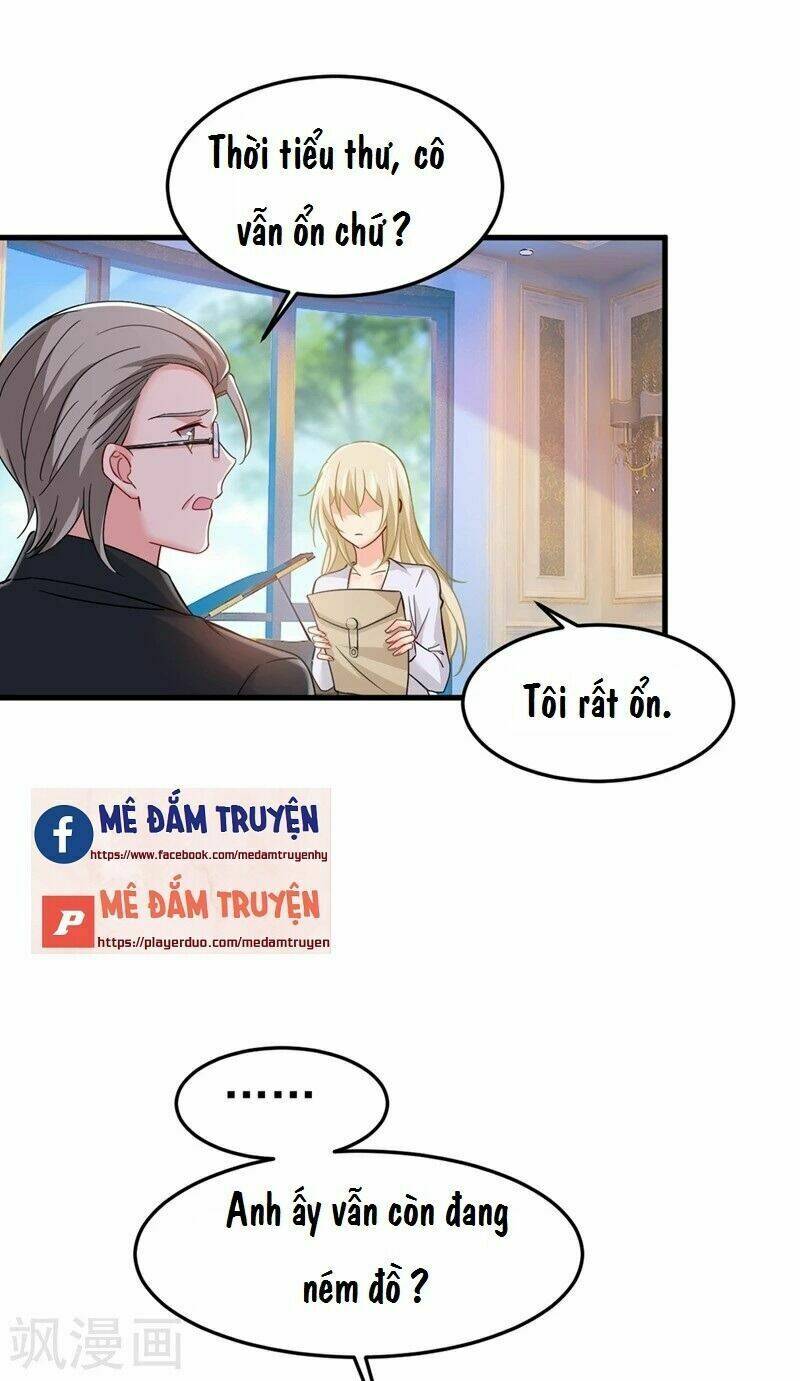 Thời tiểu thư, cô
vẫn ổn chứ?
Tôi rất ổn.
MÊ ĐẮM TRUYỆN
https://www.facebook.com/medamtruyenhy
MÊ ĐẮM TRUYỆN
https://playerduo.com/medamtruyen
......
Anh ấy vẫn còn đang
ném đồ?
飒漫画